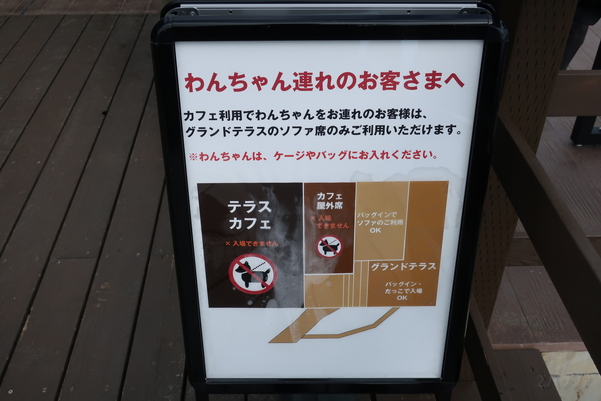 わんちゃん連れのお客さまへ
カフェ利用でわんちゃんをお連れのお客様は、
グランドテラスのソファ席のみご利用いただけます。
※わんちゃんは、ケージやバッグにお入れください。
テラス
カフェ
×入場できません
カフェ
屋外席
×入場
できません
バッグインで
ソファのご利用
OK
グランドテラス
バッグイン・
だっこで入場
OK